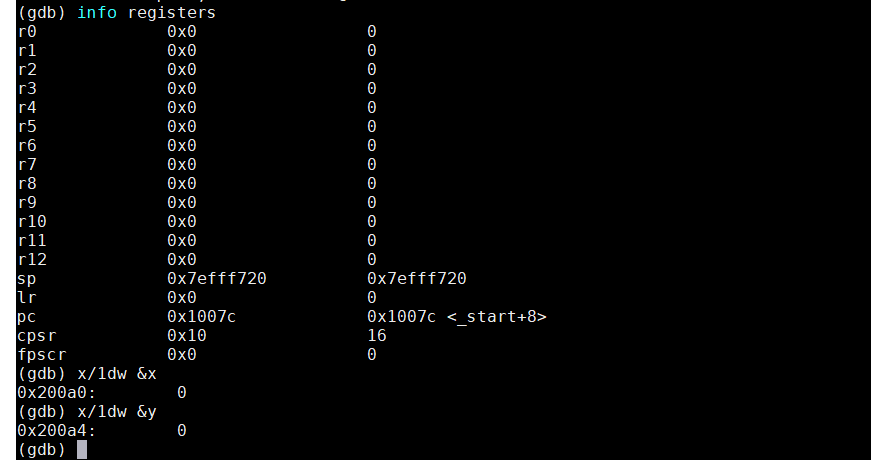 (gdb) info registers
r0 0x0 0
r1 0x0 0
r2 0x0 0
r3 0x0 0
r4 0x0 0
r5 0x0 0
r6 0x0 0
r7 0x0 0
r8 0x0 0
r9 0x0 0
r10 0x0 0
r11 0x0 0
r12 0x0 0
sp 0x7efff720 0x7efff720
lr 0x0 0
pc 0x1007c 0x1007c <_start+8>
cpsr 0x10 16
fpscr 0x0 0
(gdb) x/1dw &x
0x200a0: 0
(gdb) x/1dw &y
0x200a4: 0
(gdb)